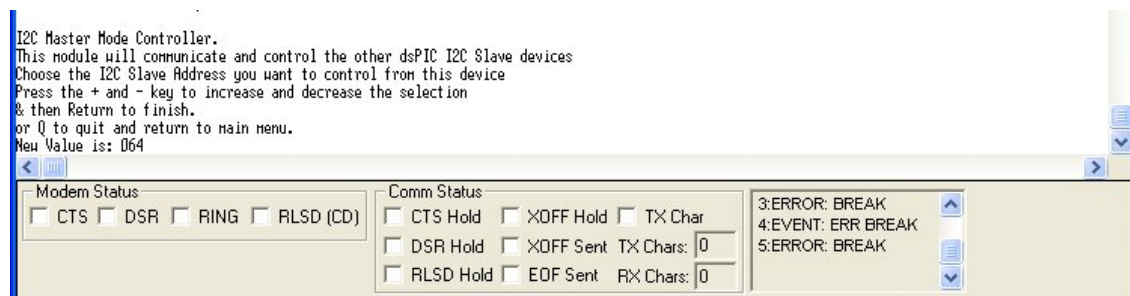 I2C Master Mode Controller.
This module will communicate and control the other dsPIC I2C Slave devices
Choose the I2C Slave Address you want to control from this device
Press the + and - key to increase and decrease the selection
& then Return to finish.
or Q to quit and return to main menu.
New Value is: 064
Modem Status
CTS DSR RING RLSD (CD)
Comm Status
CTS Hold XOFF Hold TX Char
DSR Hold XOFF Sent TX Chars: 0
RLSD Hold EOF Sent RX Chars: 0
3:ERROR: BREAK
4:EVENT: ERR BREAK
5:ERROR: BREAK